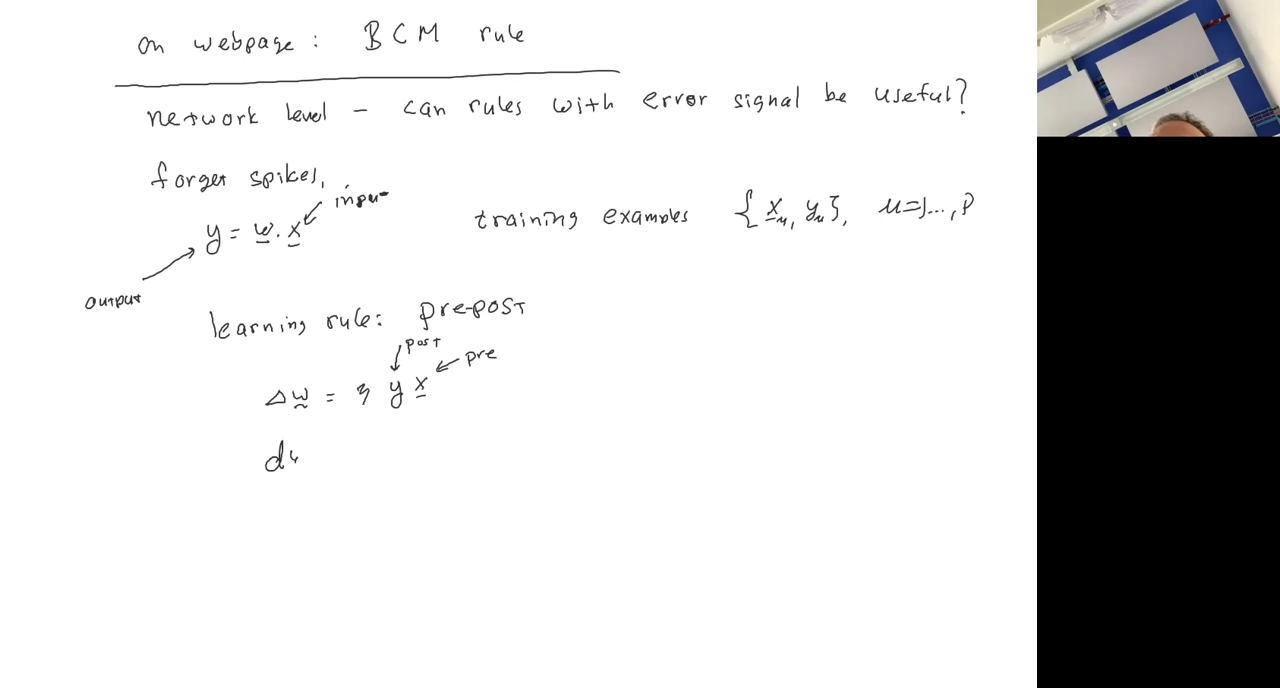 on webpage: BCM rule
network level - can rules with error signal be useful?
forget spikes,
input
y = w · x
training examples {x_μ, y_μ}, μ=1...,P
output
learning rule: pre-post
post
pre
Δw = η y x